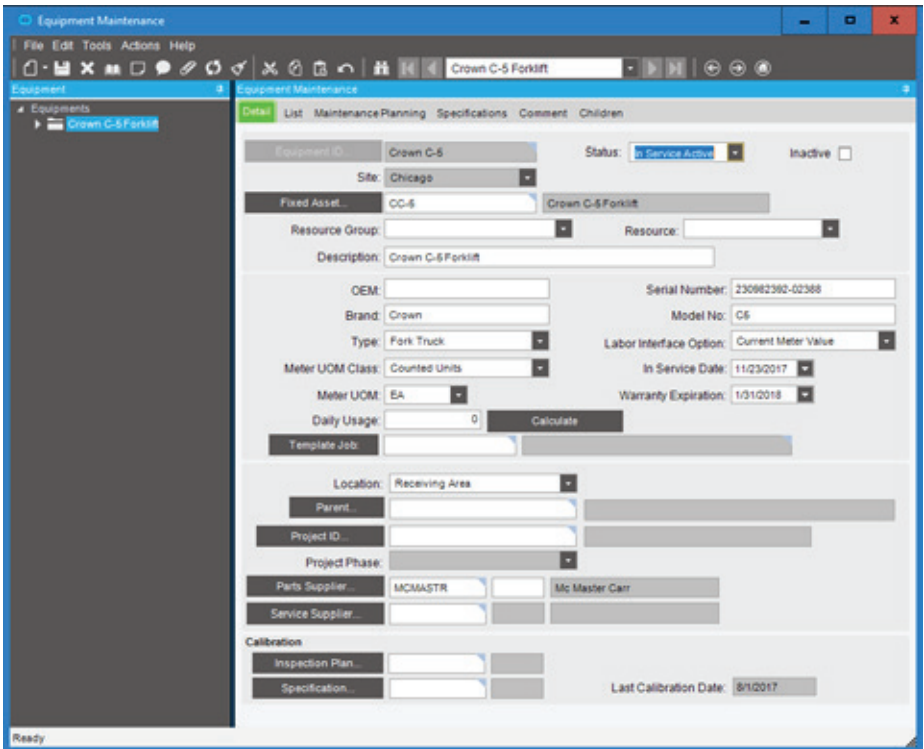 Equipment Maintenance
File Edit Tools Actions Help
Crown C-5 Forklift
Equipment
Equipment Maintenance
Equipments
Crown C-5 Forklift
Detail List Maintenance Planning Specifications Comment Children
Equipment ID... Crown C-5 Status: In Service Active Inactive
Site: Chicago
Fixed Asset... CC-5 Crown C-5 Forklift
Resource Group: Resource:
Description: Crown C-5 Forklift
OEM: Serial Number: 230982392-02388
Brand: Crown Model No: C5
Type: Fork Truck Labor Interface Option: Current Meter Value
Meter UOM Class: Counted Units In Service Date: 11/23/2017
Meter UOM: EA Warranty Expiration: 1/31/2018
Daily Usage: 0 Calculate
Template Job:
Location: Receiving Area
Parent...
Project ID...
Project Phase:
Parts Supplier... MCMASTR Mc Master Carr
Service Supplier...
Calibration
Inspection Plan...
Specification... Last Calibration Date: 8/1/2017
Ready